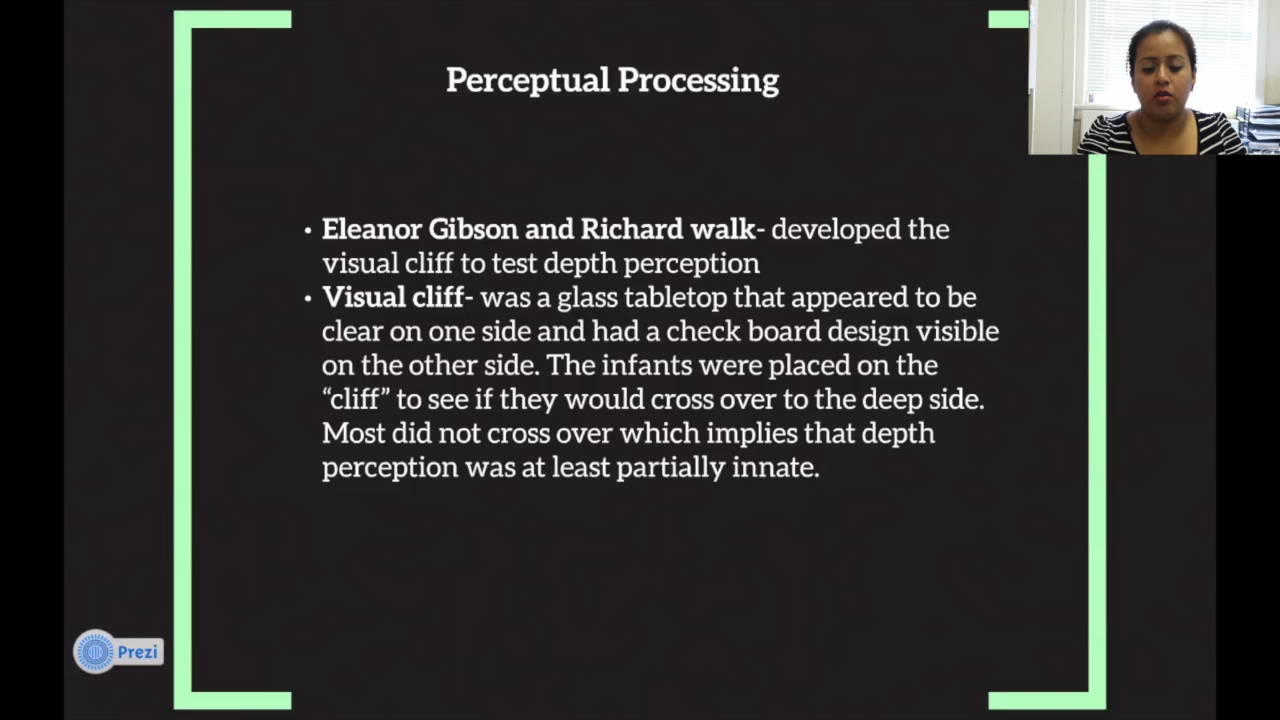 Perceptual Processing
• Eleanor Gibson and Richard walk- developed the
visual cliff to test depth perception
• Visual cliff- was a glass tabletop that appeared to be
clear on one side and had a check board design visible
on the other side. The infants were placed on the
“cliff” to see if they would cross over to the deep side.
Most did not cross over which implies that depth
perception was at least partially innate.
Prezi